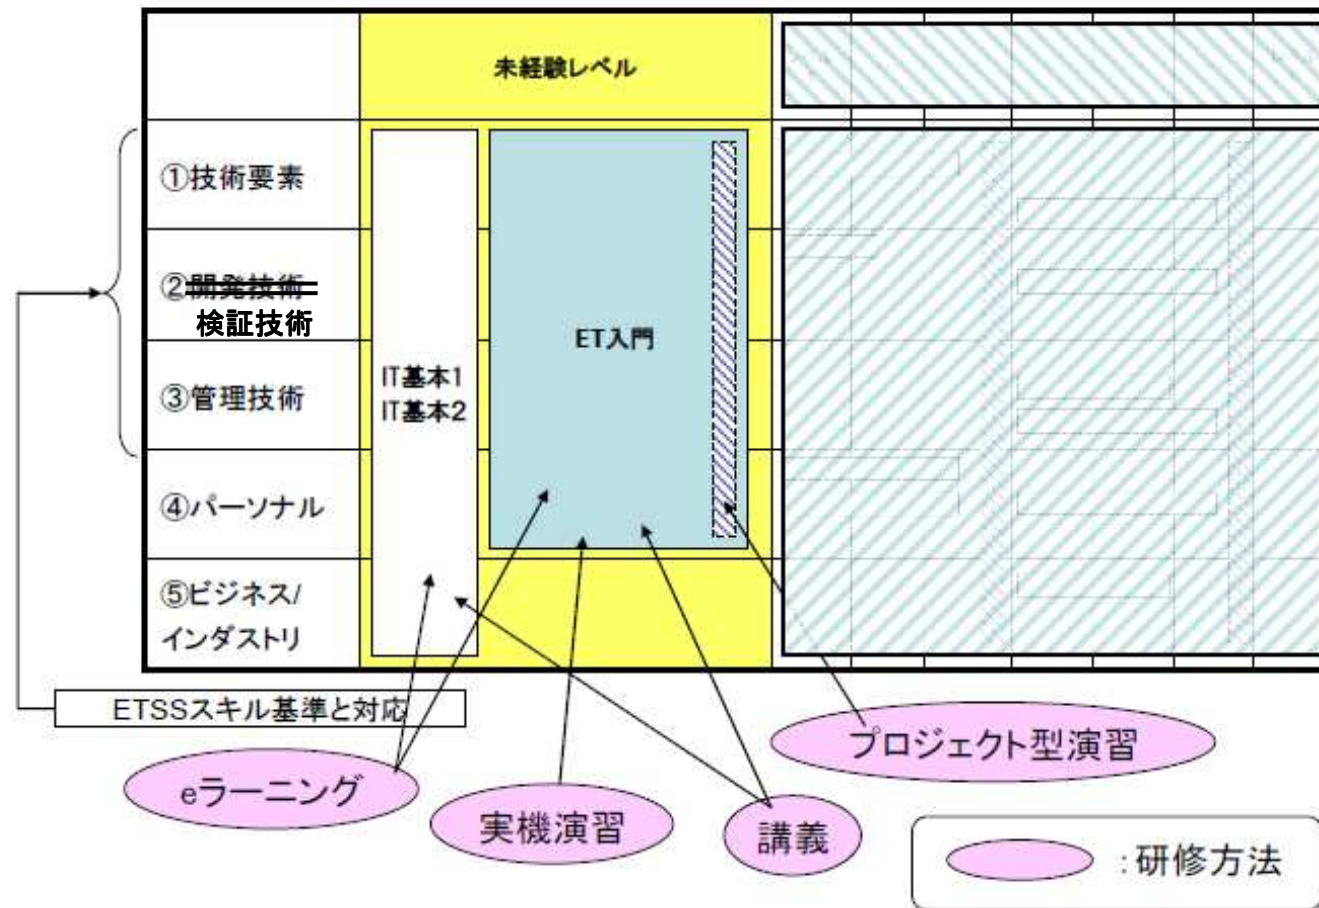 未経験レベル
①技術要素
②開発技術
検証技術
③管理技術
④パーソナル
⑤ビジネス/
インダストリ
IT基本1
IT基本2
ET入門
ETSSスキル基準と対応
eラーニング
実機演習
講義
プロジェクト型演習
:研修方法